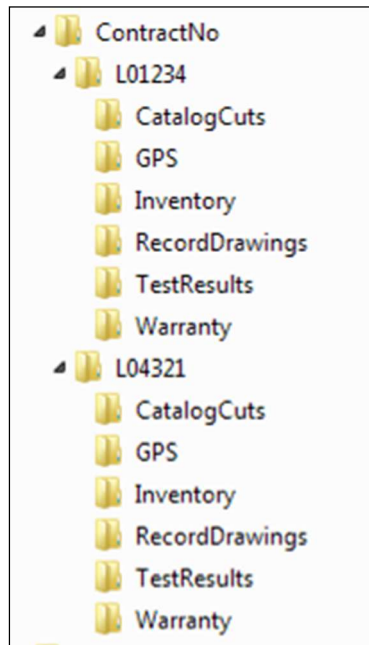 ContractNo
L01234
CatalogCuts
GPS
Inventory
RecordDrawings
TestResults
Warranty
L04321
CatalogCuts
GPS
Inventory
RecordDrawings
TestResults
Warranty